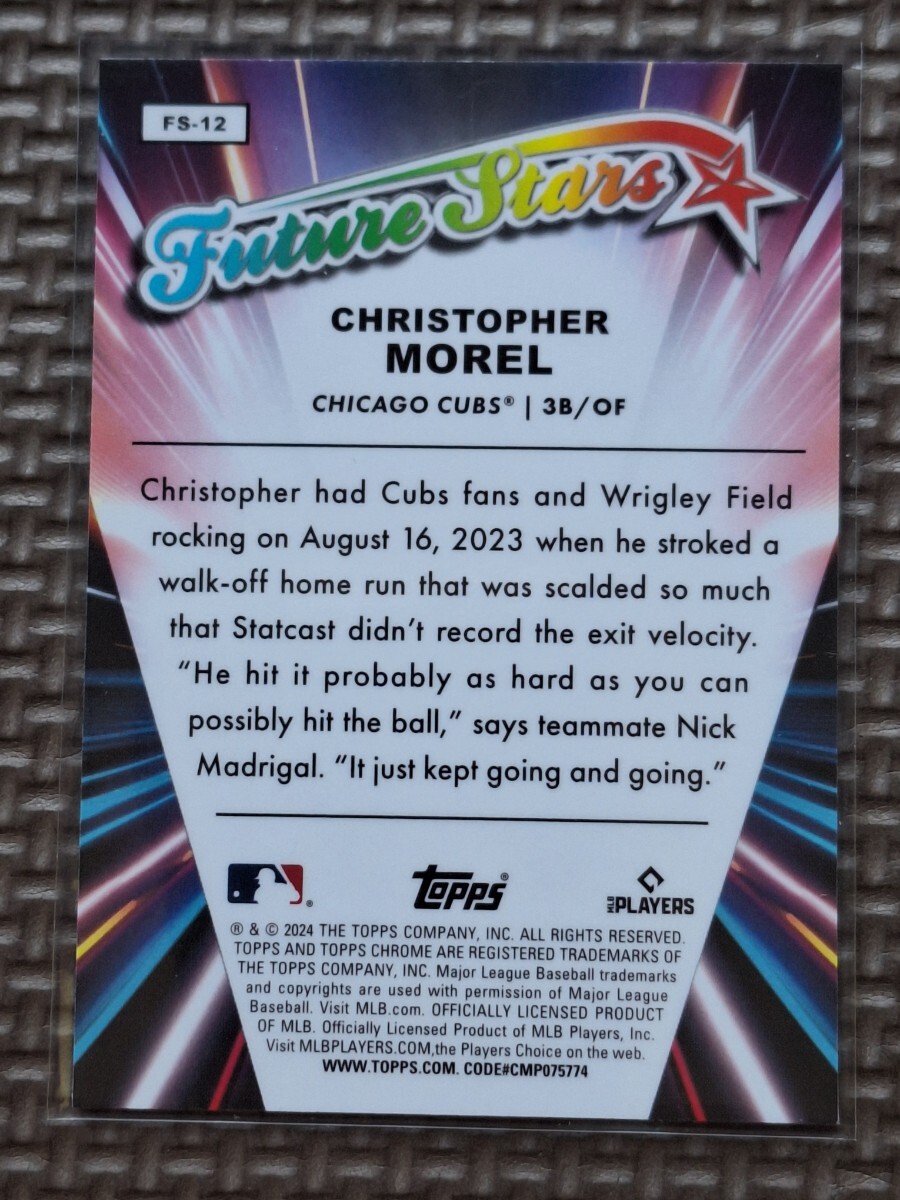 FS-12
Future Stars
CHRISTOPHER
MOREL
CHICAGO CUBS® | 3B/OF
Christopher had Cubs fans and Wrigley Field
rocking on August 16, 2023 when he stroked a
walk-off home run that was scalded so much
that Statcast didn't record the exit velocity.
"He hit it probably as hard as you can
possibly hit the ball," says teammate Nick
Madrigal. "It just kept going and going."
®
topps®
MLB PLAYERS
® & © 2024 THE TOPPS COMPANY, INC. ALL RIGHTS RESERVED.
TOPPS AND TOPPS CHROME ARE REGISTERED TRADEMARKS OF
THE TOPPS COMPANY, INC. Major League Baseball trademarks
and copyrights are used with permission of Major League
Baseball. Visit MLB.com. OFFICIALLY LICENSED PRODUCT
OF MLB. Officially Licensed Product of MLB Players, Inc.
Visit MLBPLAYERS.COM,the Players Choice on the web.
WWW.TOPPS.COM. CODE#CMP075774